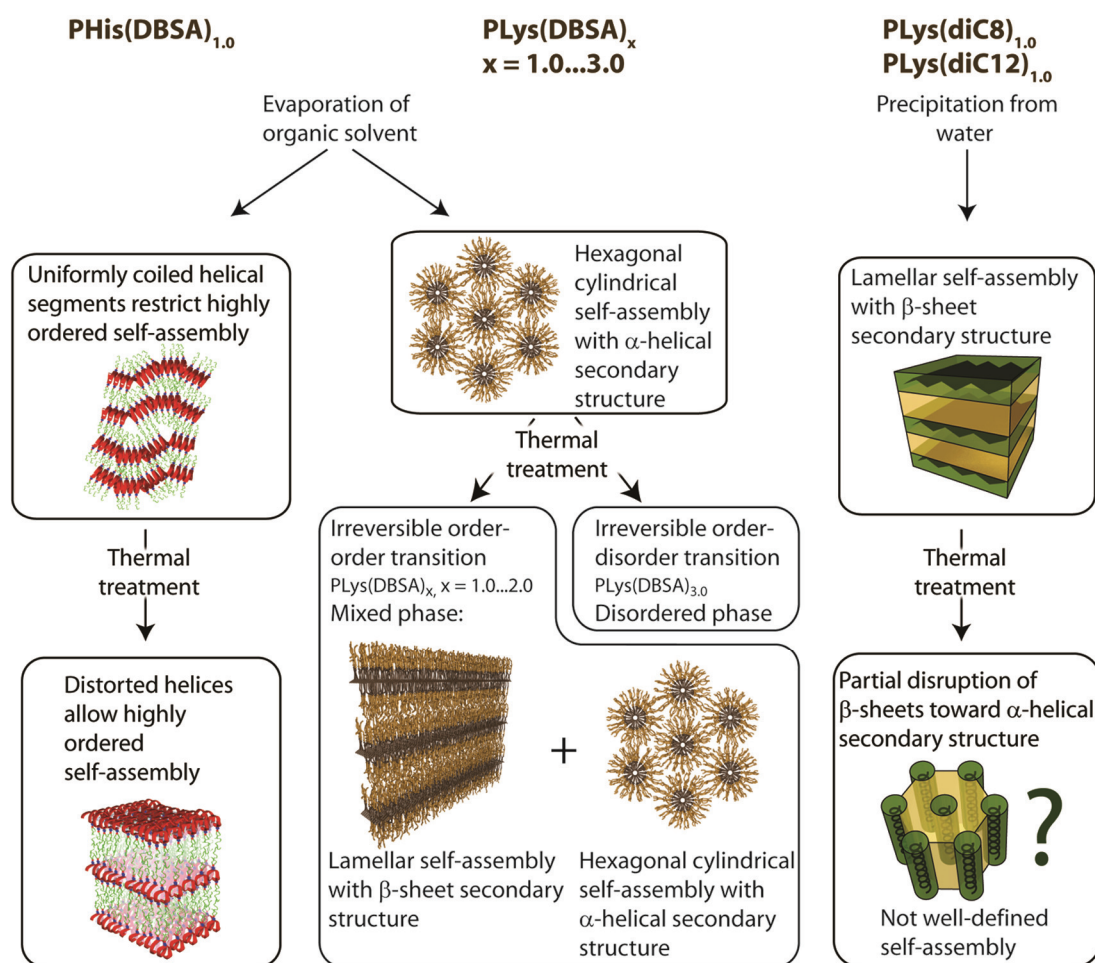 PHis(DBSA)1.0
PLys(DBSA)x
x = 1.0...3.0
PLys(diC8)1.0
PLys(diC12)1.0
Evaporation of
organic solvent
Precipitation from
water
Uniformly coiled helical
segments restrict highly
ordered self-assembly
Hexagonal
cylindrical
self-assembly
with α-helical
secondary
structure
Lamellar self-assembly
with β-sheet
secondary structure
Thermal
treatment
Thermal
treatment
Thermal
treatment
Distorted helices
allow highly
ordered
self-assembly
Irreversible order-
order transition
PLys(DBSA)x, x = 1.0...2.0
Mixed phase:
Irreversible order-
disorder transition
PLys(DBSA)3.0
Disordered phase
+
Lamellar self-assembly
with β-sheet secondary
structure
Hexagonal cylindrical
self-assembly with
α-helical secondary
structure
Partial disruption of
β-sheets toward α-helical
secondary structure
?
Not well-defined
self-assembly